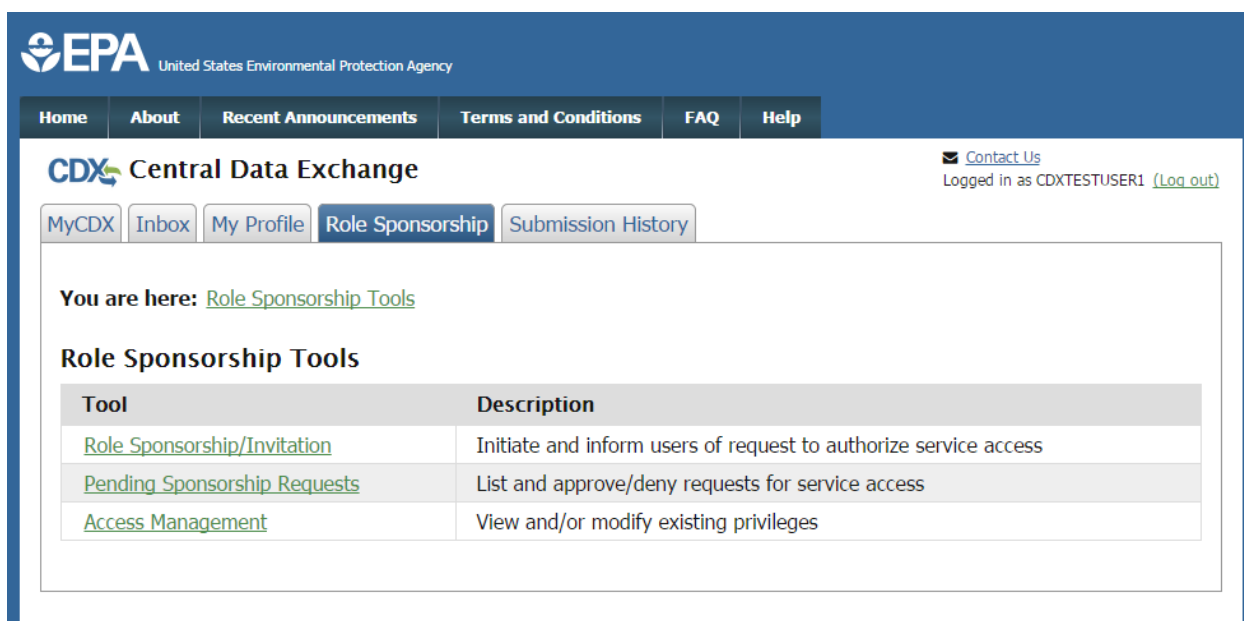 EPA United States Environmental Protection Agency
Home About Recent Announcements Terms and Conditions FAQ Help
CDX Central Data Exchange
Contact Us
Logged in as CDXTESTUSER1 (Log out)
MyCDX Inbox My Profile Role Sponsorship Submission History
You are here: Role Sponsorship Tools
Role Sponsorship Tools
Tool Description
Role Sponsorship/Invitation Initiate and inform users of request to authorize service access
Pending Sponsorship Requests List and approve/deny requests for service access
Access Management View and/or modify existing privileges